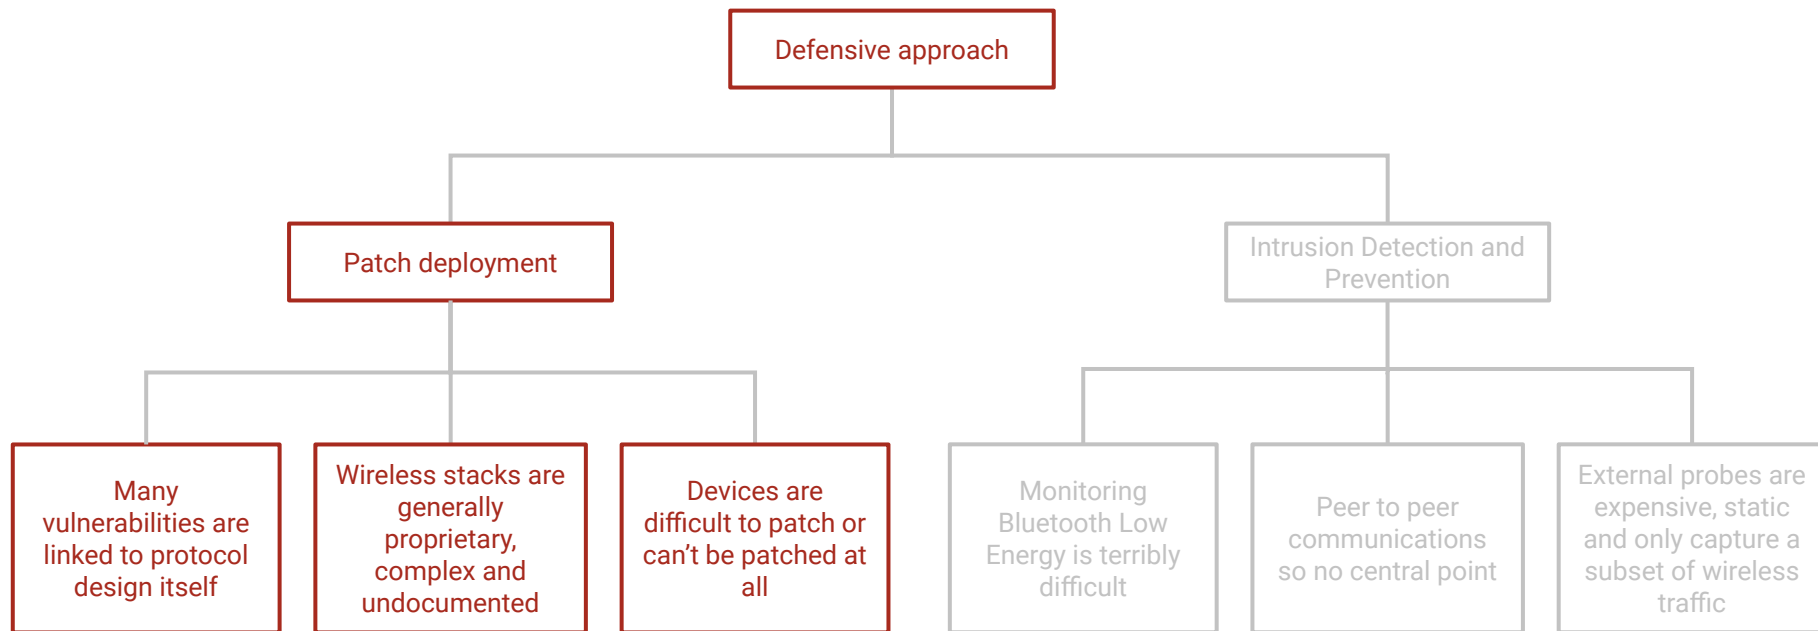 Defensive approach
Patch deployment
Intrusion Detection and
Prevention
Many
vulnerabilities are
linked to protocol
design itself
Wireless stacks are
generally
proprietary,
complex and
undocumented
Devices are
difficult to patch or
can’t be patched at
all
Monitoring
Bluetooth Low
Energy is terribly
difficult
Peer to peer
communications
so no central point
External probes are
expensive, static
and only capture a
subset of wireless
traffic